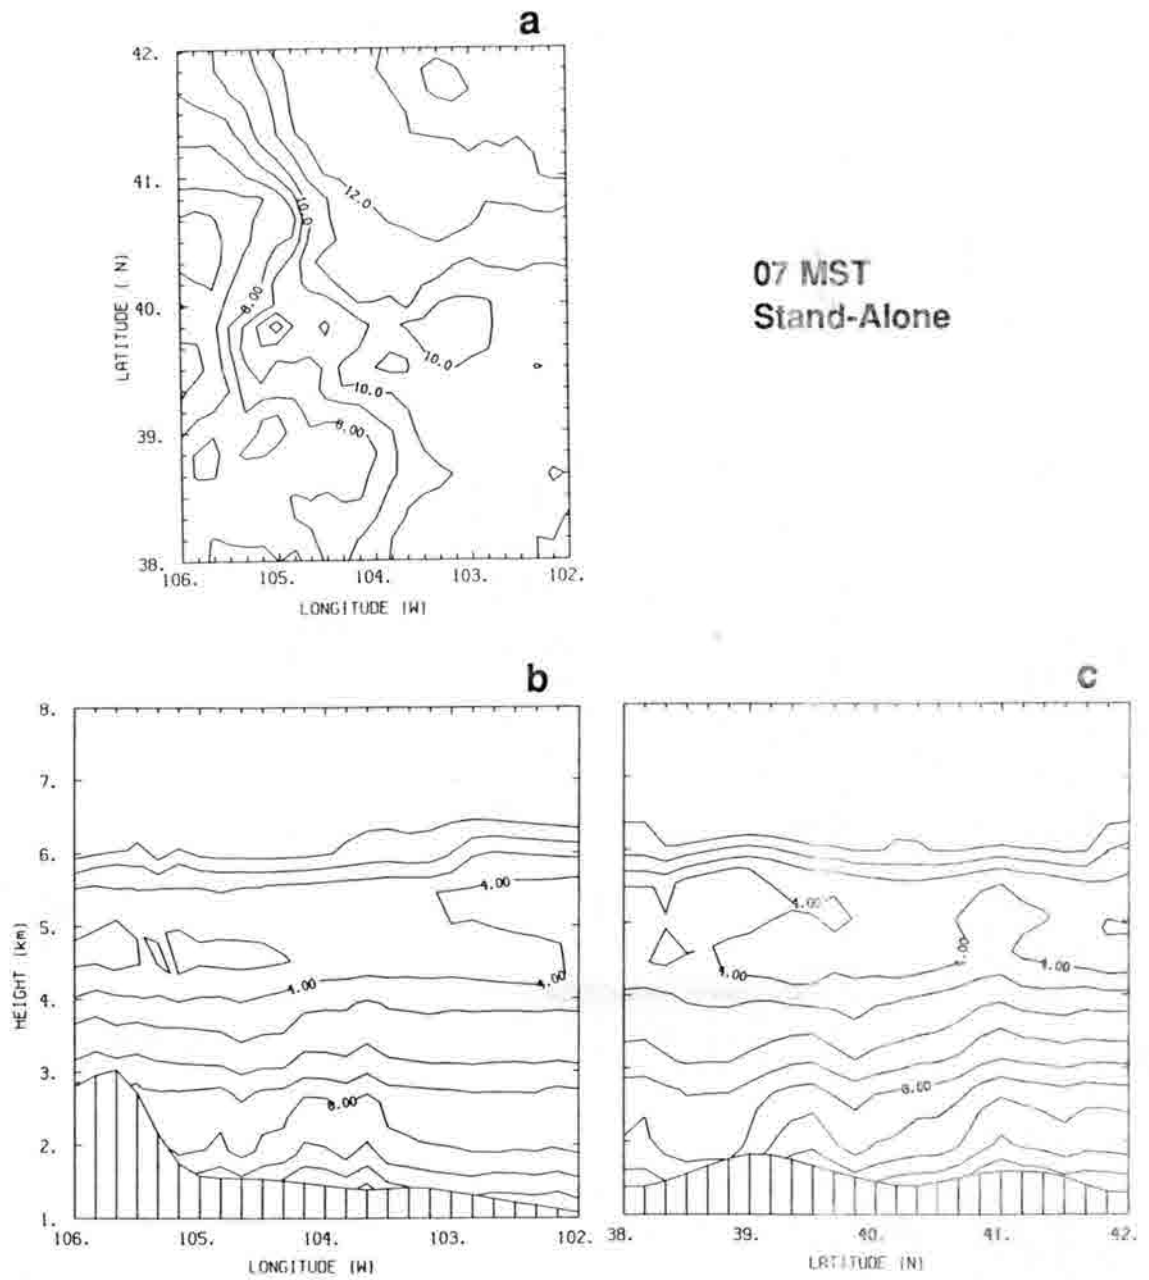 a
42.
41.
40.
39.
38.
LATITUDE ( N)
12.0
10.0
8.00
10.0
10.0
8.00
106. 105. 104. 103. 102.
LONGITUDE (W)
07 MST
Stand-Alone
b
8.
7.
6.
5.
4.
3.
2.
1.
HEIGHT (km)
4.00
4.00
4.00
8.00
106. 105. 104. 103. 102.
LONGITUDE (W)
c
4.00
4.00
4.00
4.00
8.00
38. 39. 40. 41. 42.
LATITUDE (N)